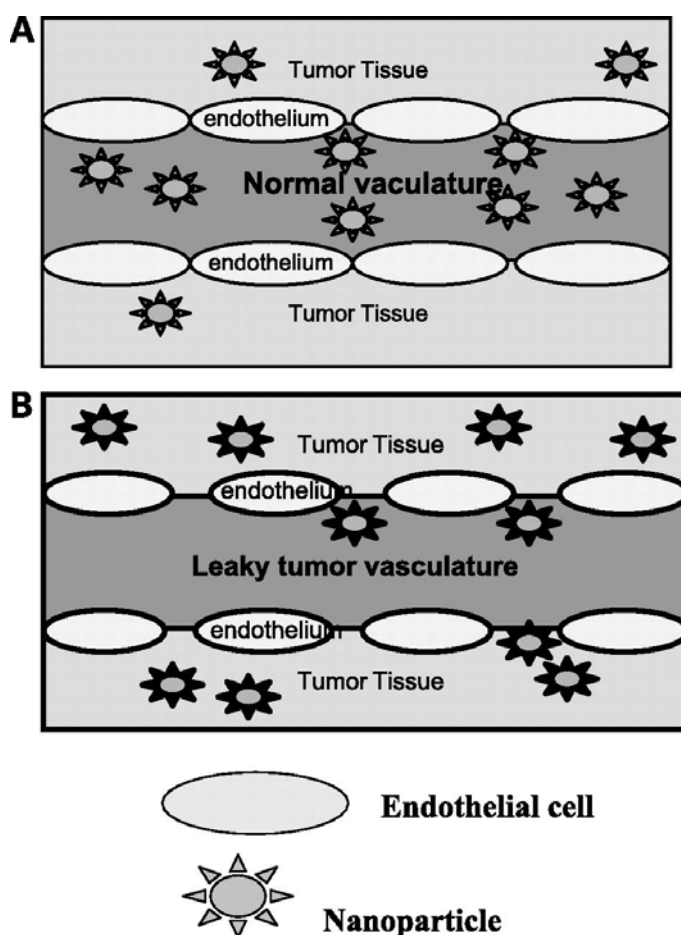 A
Tumor Tissue
endothelium
Normal vaculature
endothelium
Tumor Tissue
B
Tumor Tissue
endothelium
Leaky tumor vasculature
endothelium
Tumor Tissue
Endothelial cell
Nanoparticle